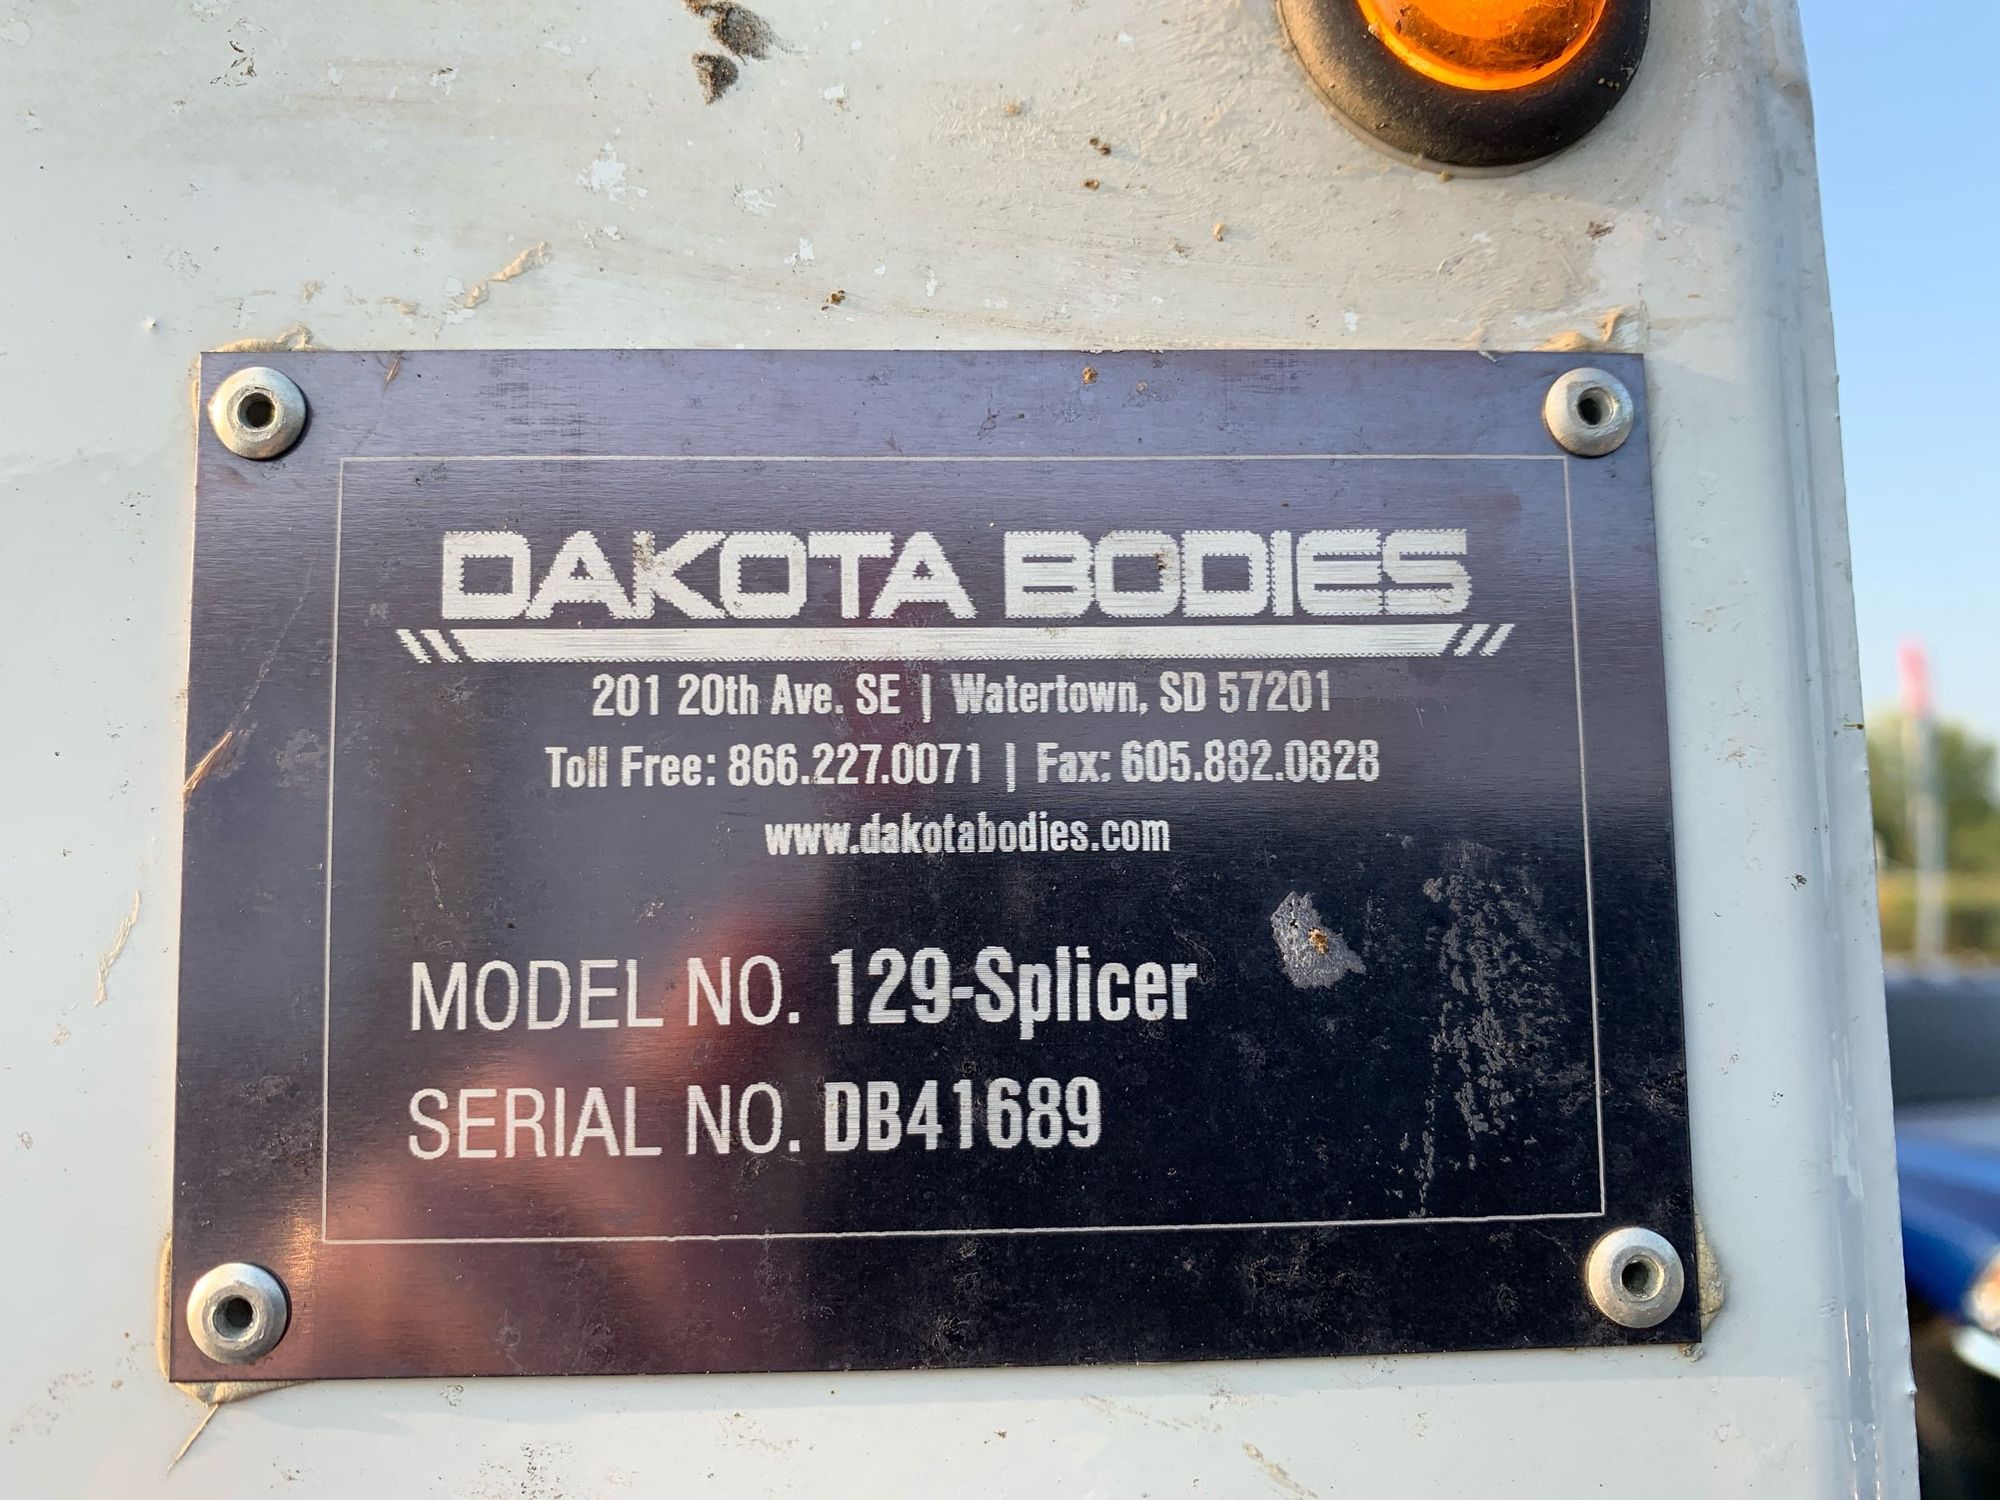 DAKOTA BODIES
201 20th Ave. SE | Watertown, SD 57201
Toll Free: 866.227.0071 | Fax: 605.882.0828
www.dakotabodies.com
MODEL NO. 129-Splicer
SERIAL NO. DB41689